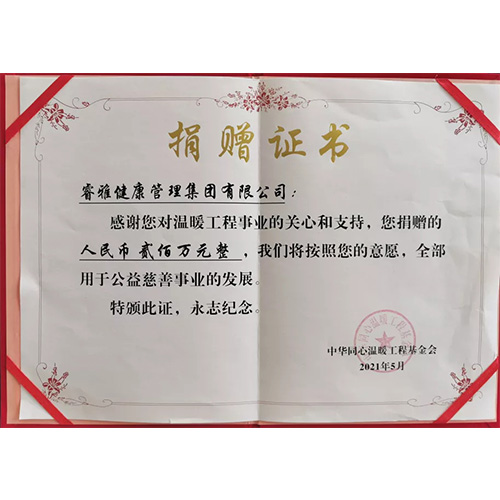 捐赠证书
睿雅健康管理集团有限公司:
感谢您对温暖工程事业的关心和支持，您捐赠的
人民币 贰佰万元整 ，我们将按照您的意愿，全部
用于公益慈善事业的发展。
特颁此证，永志纪念。
中华同心温暖工程基金会
2021年5月